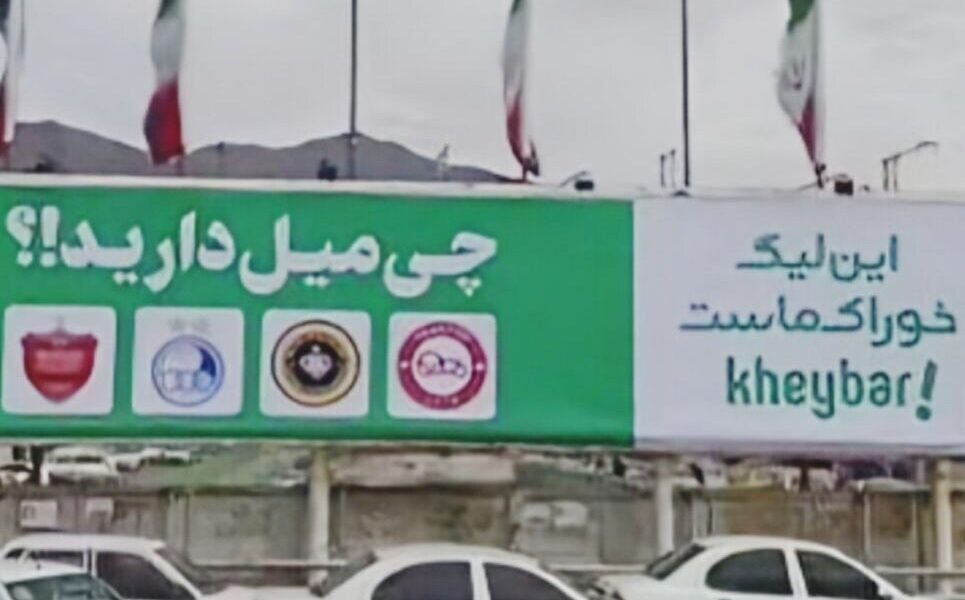 چی میل دارید!؟
این لیگ
خوراک ماست
kheybar!